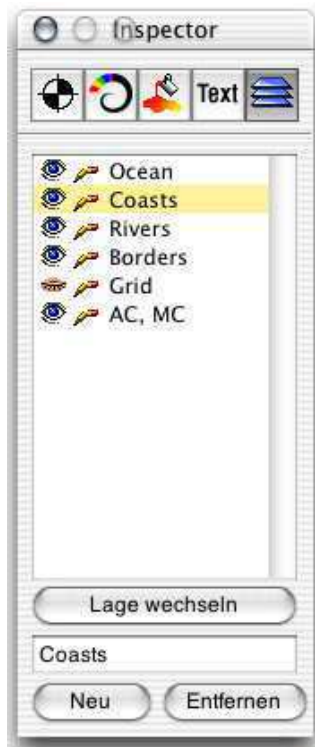 Inspector
Text
Ocean
Coasts
Rivers
Borders
Grid
AC, MC
Lage wechseln
Coasts
Neu Entfernen